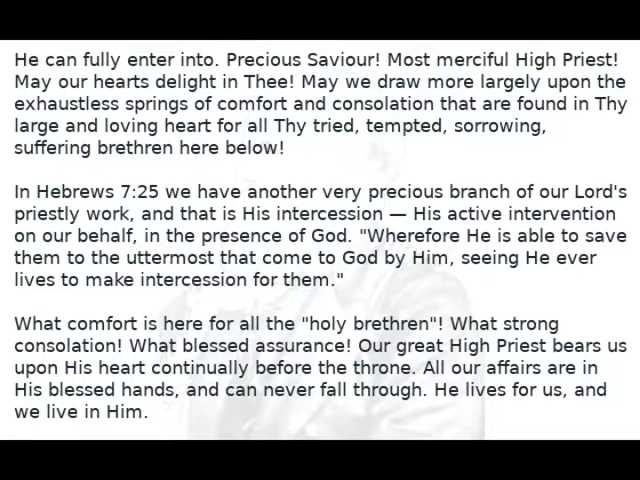 He can fully enter into. Precious Saviour! Most merciful High Priest!
May our hearts delight in Thee! May we draw more largely upon the
exhaustless springs of comfort and consolation that are found in Thy
large and loving heart for all Thy tried, tempted, sorrowing,
suffering brethren here below!
In Hebrews 7:25 we have another very precious branch of our Lord's
priestly work, and that is His intercession — His active intervention
on our behalf, in the presence of God. "Wherefore He is able to save
them to the uttermost that come to God by Him, seeing He ever
lives to make intercession for them."
What comfort is here for all the "holy brethren"! What strong
consolation! What blessed assurance! Our great High Priest bears us
upon His heart continually before the throne. All our affairs are in
His blessed hands, and can never fall through. He lives for us, and
we live in Him.